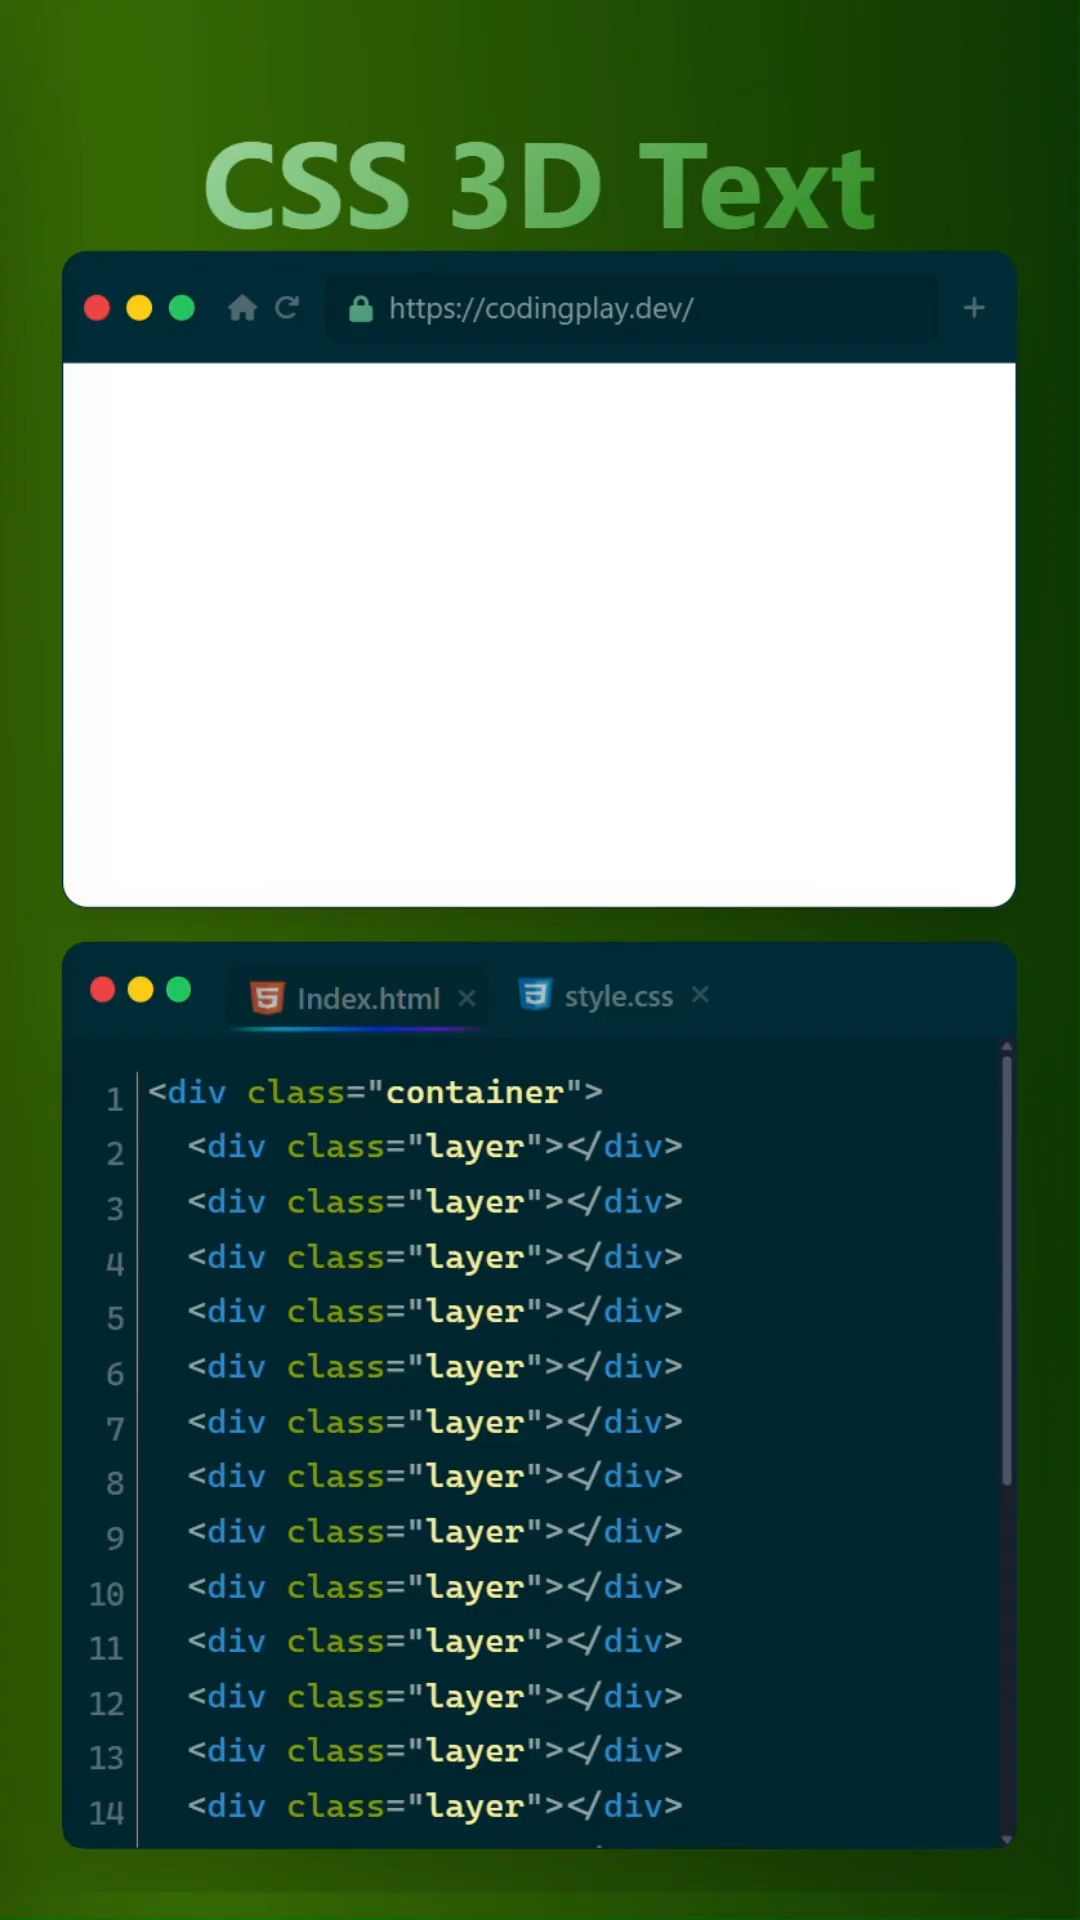 CSS 3D Text
https://codingplay.dev/
Index.html
style.css
1 <div class="container">
2 <div class="layer"></div>
3 <div class="layer"></div>
4 <div class="layer"></div>
5 <div class="layer"></div>
6 <div class="layer"></div>
7 <div class="layer"></div>
8 <div class="layer"></div>
9 <div class="layer"></div>
10 <div class="layer"></div>
11 <div class="layer"></div>
12 <div class="layer"></div>
13 <div class="layer"></div>
14 <div class="layer"></div>